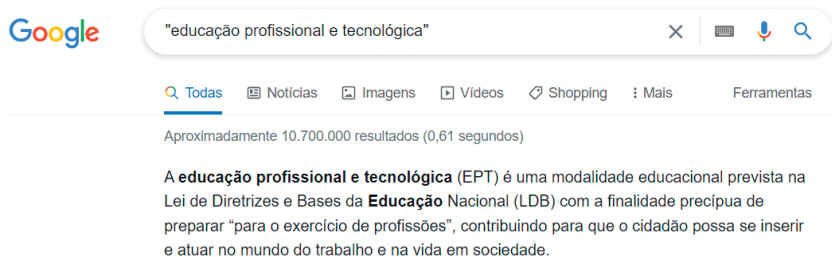 Google
"educação profissional e tecnológica"
Todas Notícias Imagens Vídeos Shopping Mais Ferramentas
Aproximadamente 10.700.000 resultados (0,61 segundos)
A educação profissional e tecnológica (EPT) é uma modalidade educacional prevista na
Lei de Diretrizes e Bases da Educação Nacional (LDB) com a finalidade precípua de
preparar “para o exercício de profissões”, contribuindo para que o cidadão possa se inserir
e atuar no mundo do trabalho e na vida em sociedade.